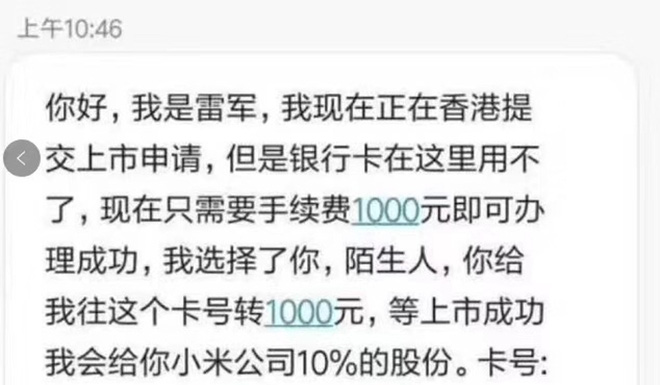 上午10:46
你好，我是雷军，我现在正在香港提
交上市申请，但是银行卡在这里用不
了，现在只需要手续费1000元即可办
理成功，我选择了你，陌生人，你给
我往这个卡号转1000元，等上市成功
我会给你小米公司10%的股份。卡号: